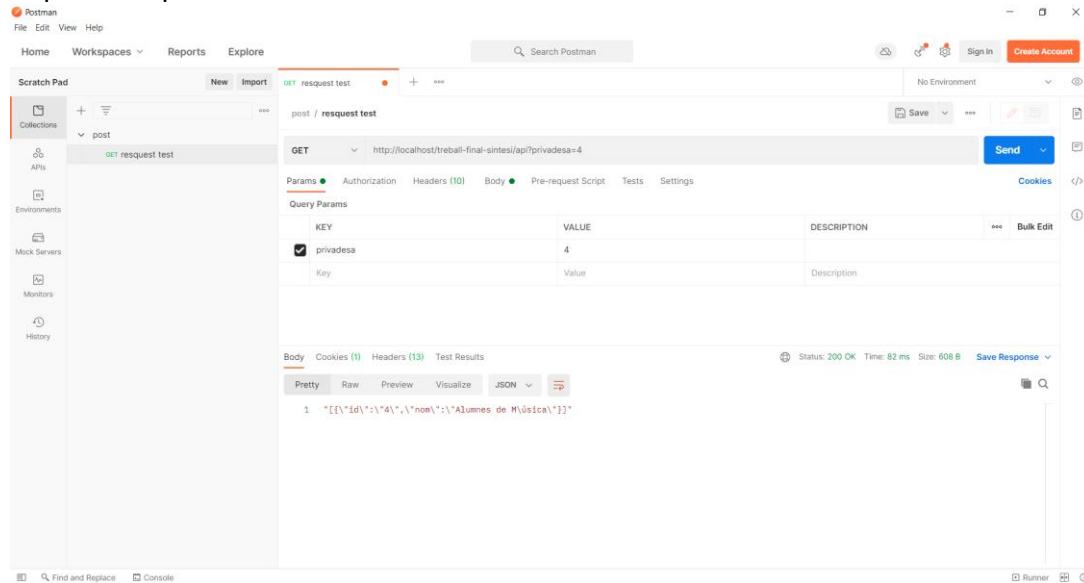 Postman
File Edit View Help
Home Workspaces Reports Explore Search Postman Sign In Create Account
Scratch Pad New Import GET resquest test No Environment
Collections
post / resquest test Save
post
GET resquest test
APIs
GET http://localhost/treball-final-sintesi/api?privadesa=4 Send
Params Authorization Headers (10) Body Pre-request Script Tests Settings Cookies
Environments
Query Params
KEY VALUE DESCRIPTION Bulk Edit
Mock Servers
privadesa 4
Key Value Description
Monitors
History
Body Cookies (1) Headers (13) Test Results Status: 200 OK Time: 82 ms Size: 608 B Save Response
Pretty Raw Preview Visualize JSON
1 "[{\"id\":\"4\",\"nom\":\"Alumnes de M\úsica\"}]"
Find and Replace Console Runner